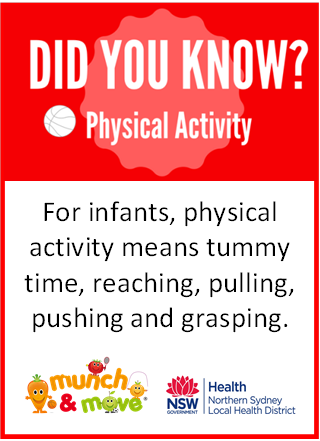 DID YOU KNOW?
Physical Activity
For infants, physical
activity means tummy
time, reaching, pulling,
pushing and grasping.
munch
& move
NSW
GOVERNMENT
Health
Northern Sydney
Local Health District